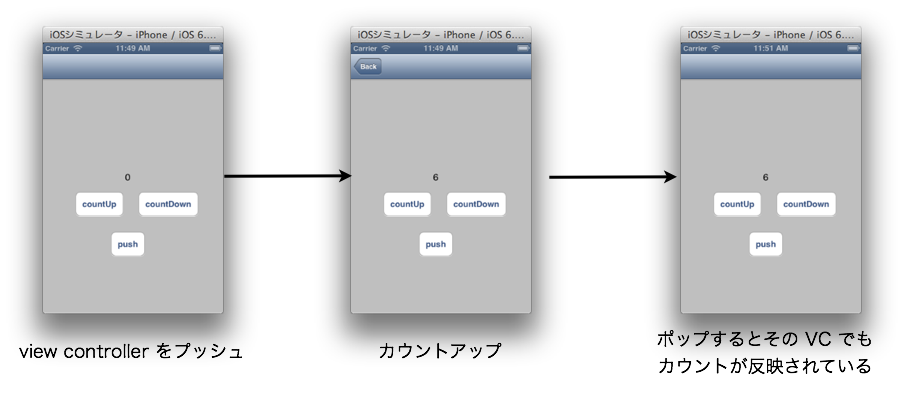 iOSシミュレータ – iPhone / iOS 6....
Carrier 11:49 AM
0
countUp countDown
push
view controller をプッシュ
iOSシミュレータ – iPhone / iOS 6....
Carrier 11:49 AM
Back
6
countUp countDown
push
カウントアップ
iOSシミュレータ – iPhone / iOS 6....
Carrier 11:51 AM
6
countUp countDown
push
ポップするとその VC でも
カウントが反映されている